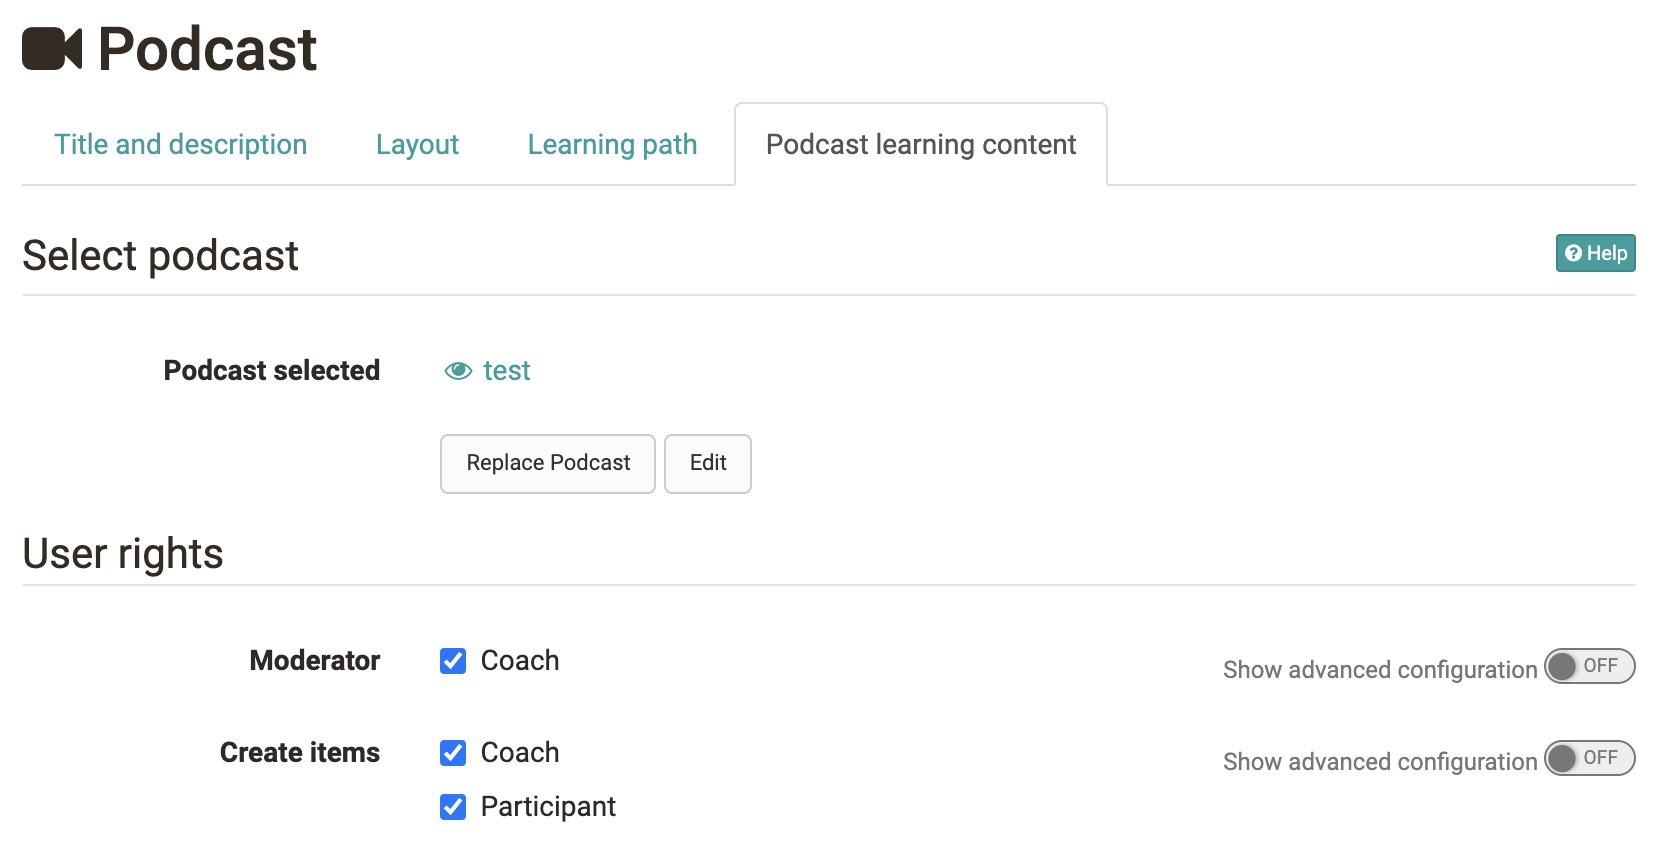 Podcast
Title and description Layout Learning path Podcast learning content
Select podcast Help
Podcast selected test
Replace Podcast Edit
User rights
Moderator Coach Show advanced configuration OFF
Create items Coach Show advanced configuration OFF
Participant